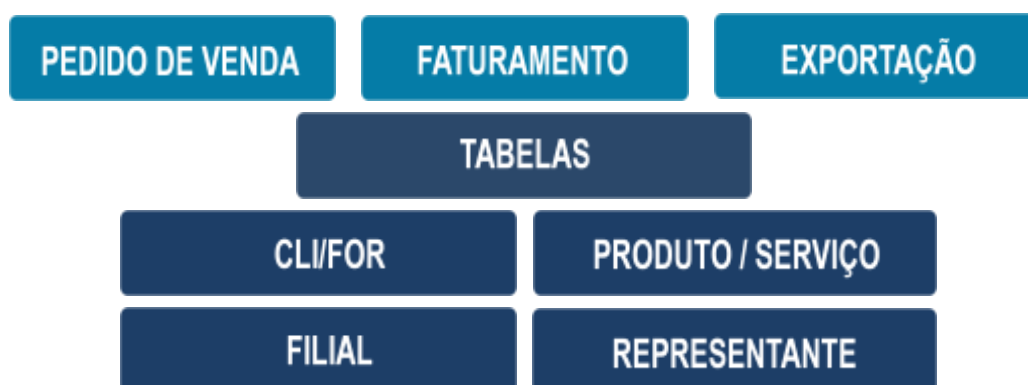 PEDIDO DE VENDA
FATURAMENTO
EXPORTAÇÃO
TABELAS
CLI/FOR
PRODUTO / SERVIÇO
FILIAL
REPRESENTANTE